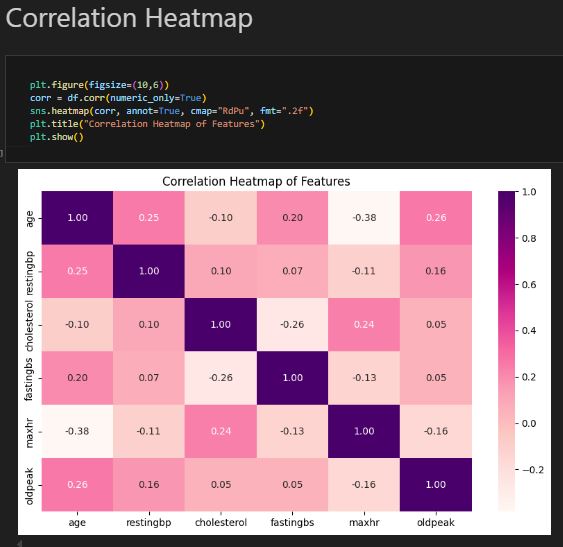 Correlation Heatmap
plt.figure(figsize=(10,6))
corr = df.corr(numeric_only=True)
sns.heatmap(corr, annot=True, cmap="RdPu", fmt=".2f")
plt.title("Correlation Heatmap of Features")
plt.show()
]
Correlation Heatmap of Features
age 1.00 0.25 -0.10 0.20 -0.38 0.26
restingbp 0.25 1.00 0.10 0.07 -0.11 0.16
cholesterol -0.10 0.10 1.00 -0.26 0.24 0.05
fastingbs 0.20 0.07 -0.26 1.00 -0.13 0.05
maxhr -0.38 -0.11 0.24 -0.13 1.00 -0.16
oldpeak 0.26 0.16 0.05 0.05 -0.16 1.00
age restingbp cholesterol fastingbs maxhr oldpeak
1.0
0.8
0.6
0.4
0.2
0.0
−0.2